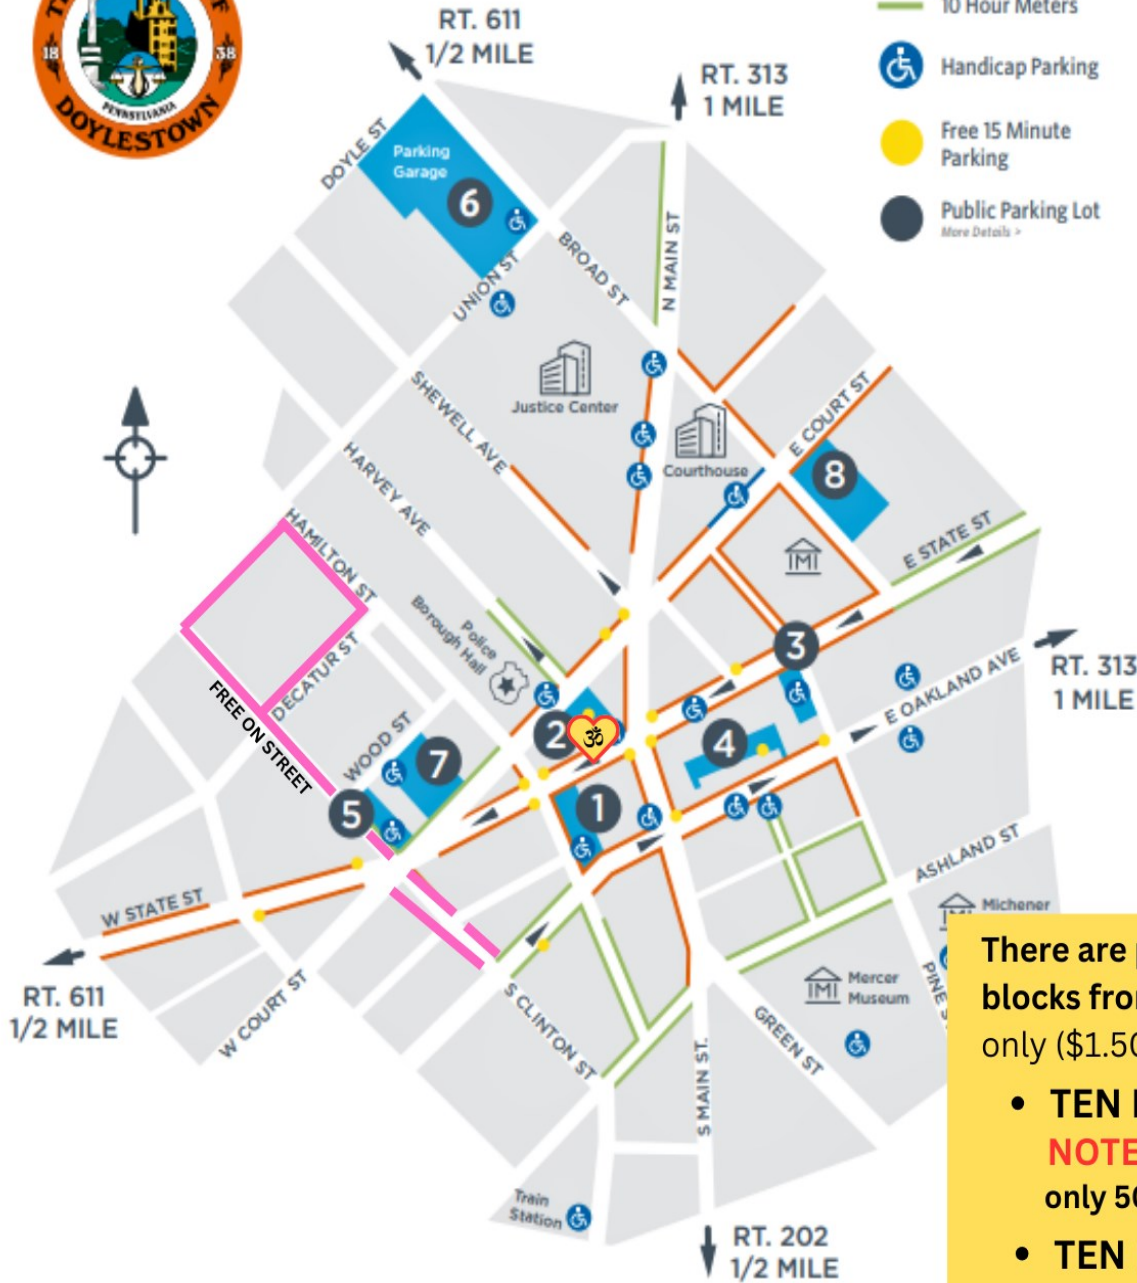 18 38
PENNSYLVANIA
DOYLESTOWN
RT. 611
1/2 MILE
RT. 313
1 MILE
10 Hour Meters
Handicap Parking
Free 15 Minute
Parking
Public Parking Lot
More Details >
DOYLE ST
Parking
Garage
6
UNION ST
BROAD ST
N MAIN ST
Justice Center
SHEWELL AVE
HARVEY AVE
Courthouse
E COURT ST
8
E STATE ST
HAMILTON ST
Police
Borough Hall
DECATUR ST
FREE ON STREET
WOOD ST
3
E OAKLAND AVE
RT. 313
1 MILE
2
ॐ
4
7
5
1
W STATE ST
RT. 611
1/2 MILE
W COURT ST
ASHLAND ST
Michener
Mercer
Museum
PINE S
S CLINTON ST
GREEN ST
S MAIN ST.
Train
Station
RT. 202
1/2 MILE
There are
blocks fro
only ($1.50
• TEN
NOTE
only 50
• TEN